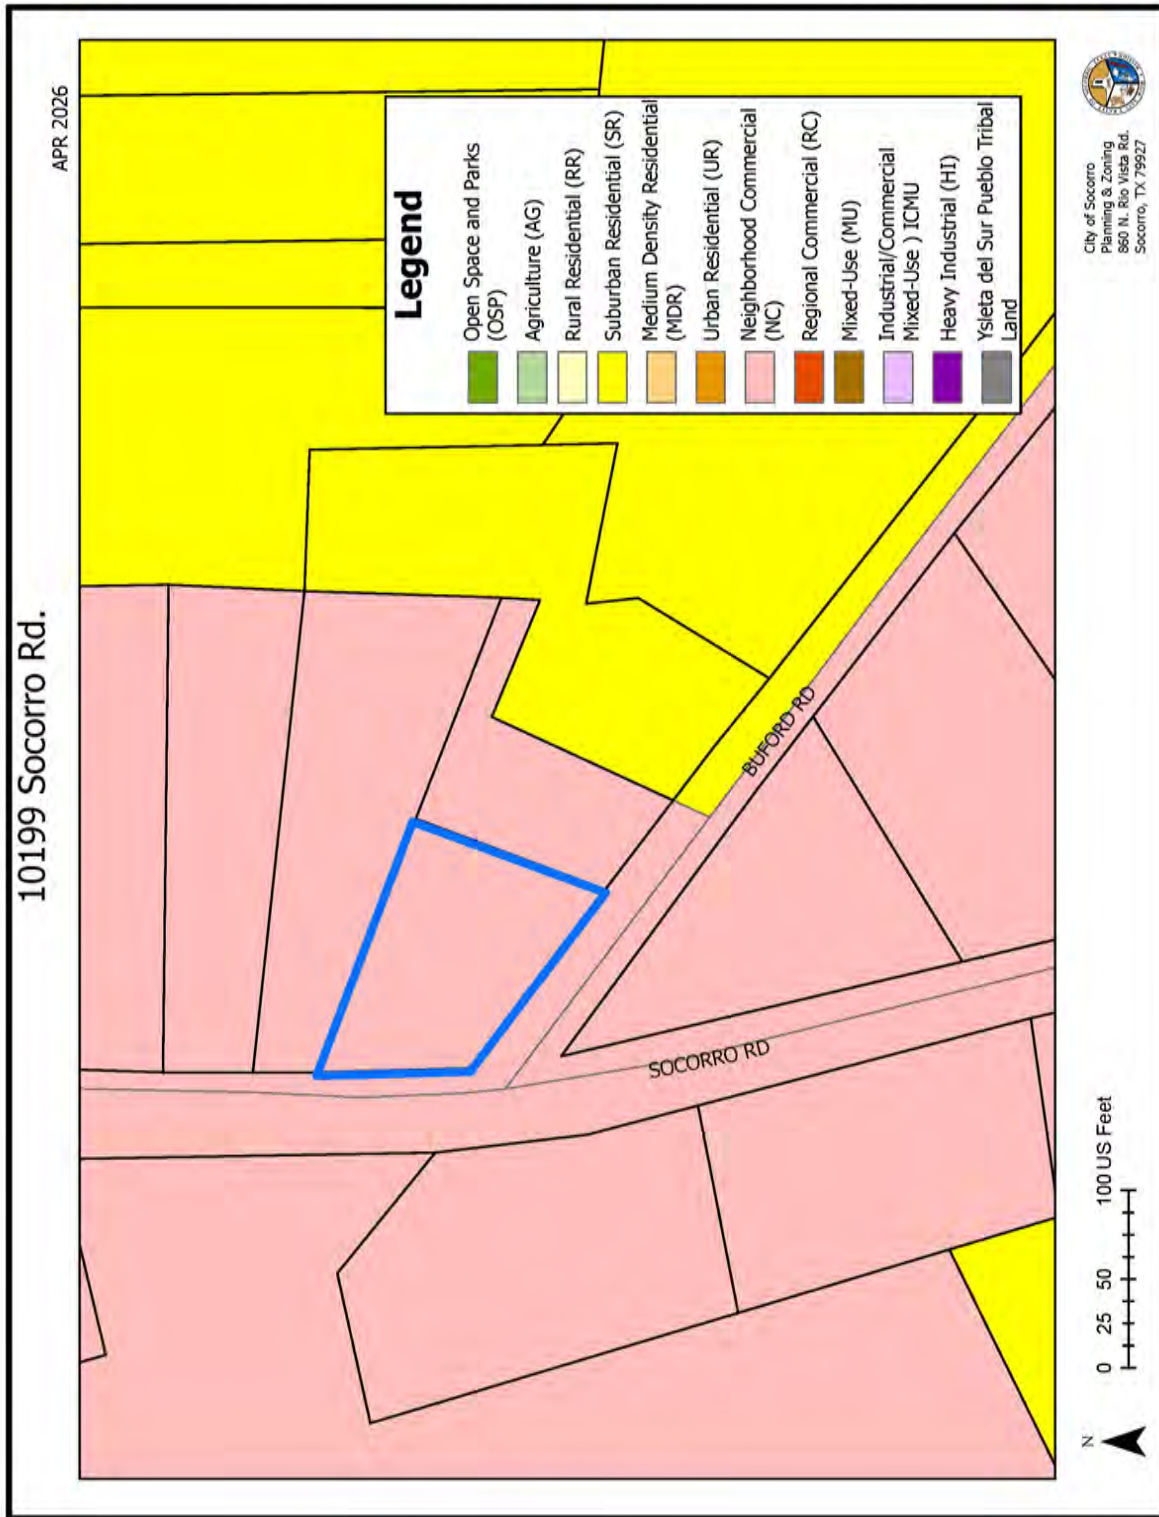 10199 Socorro Rd.
APR 2026
Legend
Open Space and Parks
(OSP)
Agriculture (AG)
Rural Residential (RR)
Suburban Residential (SR)
Medium Density Residential
(MDR)
Urban Residential (UR)
Neighborhood Commercial
(NC)
Regional Commercial (RC)
Mixed-Use (MU)
Industrial/Commercial
Mixed-Use ) ICMU
Heavy Industrial (HI)
Ysleta del Sur Pueblo Tribal
Land
BUFORD RD
SOCORRO RD
N
0 25 50 100 US Feet
City of Socorro
Planning & Zoning
860 N. Rio Vista Rd.
Socorro, TX 79927